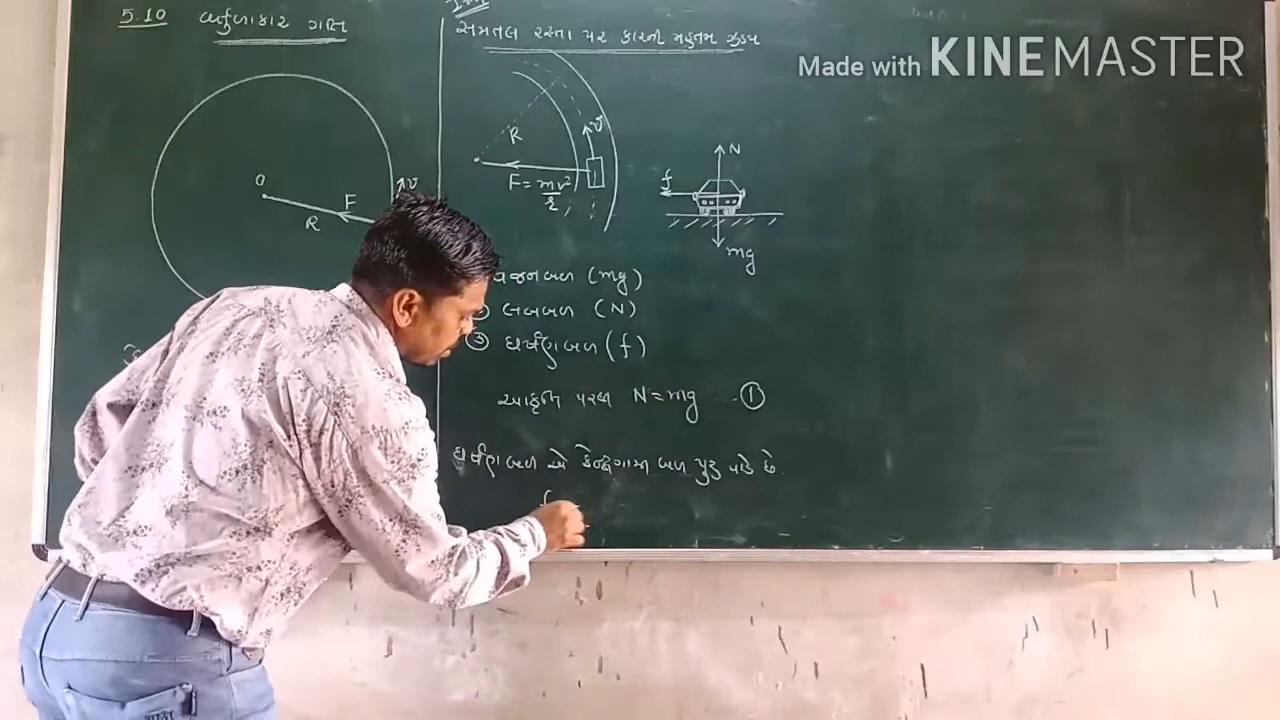 5.10 વર્તુળાકાર ગતિ
O
F
R
v
સમતલ રસ્તા પર કારની મહત્તમ ઝડપ
R
v
F = mv²/r
N
f
mg
વજનબળ (mg)
લંબબળ (N)
③ ઘર્ષણબળ (f)
આકૃતિ પરથી N = mg ... ①
ઘર્ષણબળ એ કેન્દ્રગામી બળ પુરુ પાડે છે.
f
Made with KINEMASTER